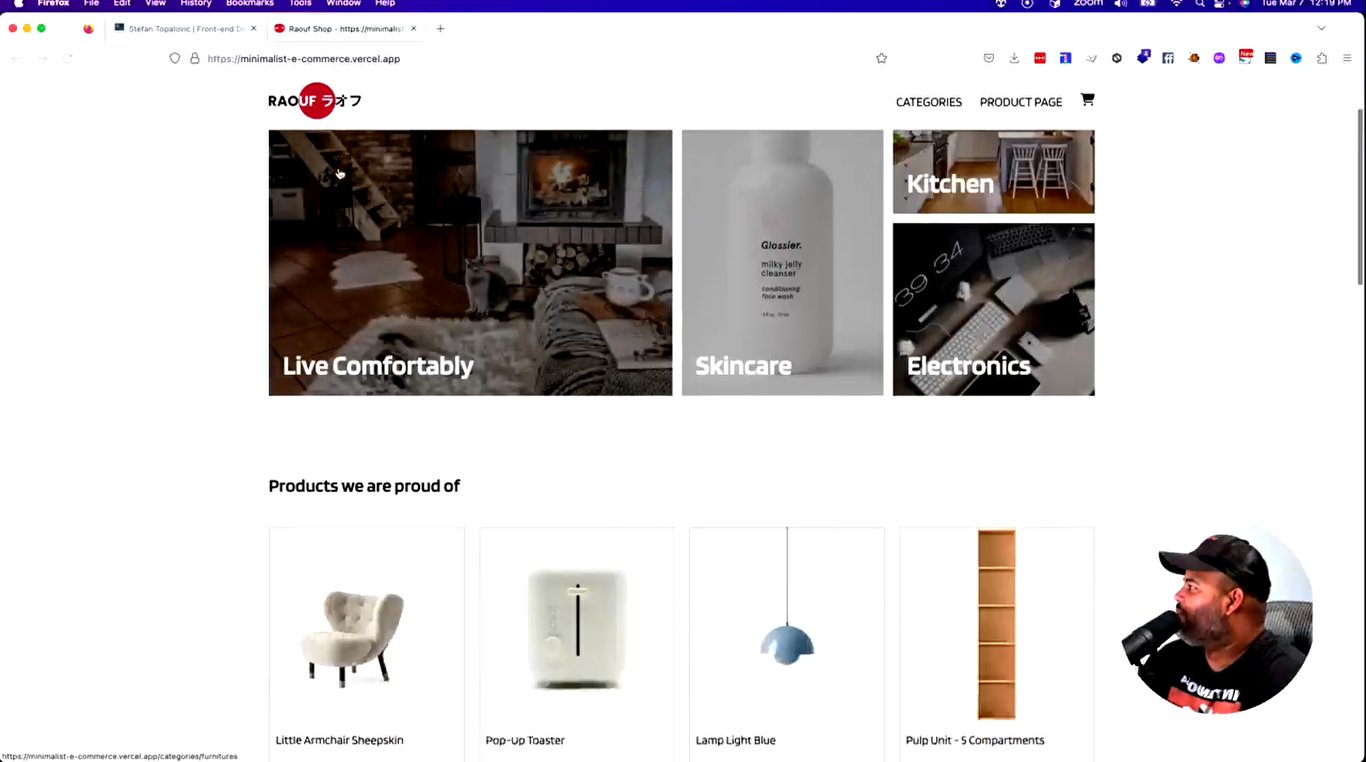 Firefox File Edit View History Bookmarks Tools Window Help zoom Tue Mar 7 12:19 PM
Stefan Topalovic | Front-end De
Raouf Shop - https://minimalist
https://minimalist-e-commerce.vercel.app
RAOUF ラオフ
CATEGORIES PRODUCT PAGE
Live Comfortably
Glossier.
milky jelly
cleanser
conditioning
face wash
Skincare
Kitchen
39 34
Electronics
Products we are proud of
Little Armchair Sheepskin
Pop-Up Toaster
Lamp Light Blue
Pulp Unit - 5 Compartments
https://minimalist-e-commerce.vercel.app/categories/furnitures